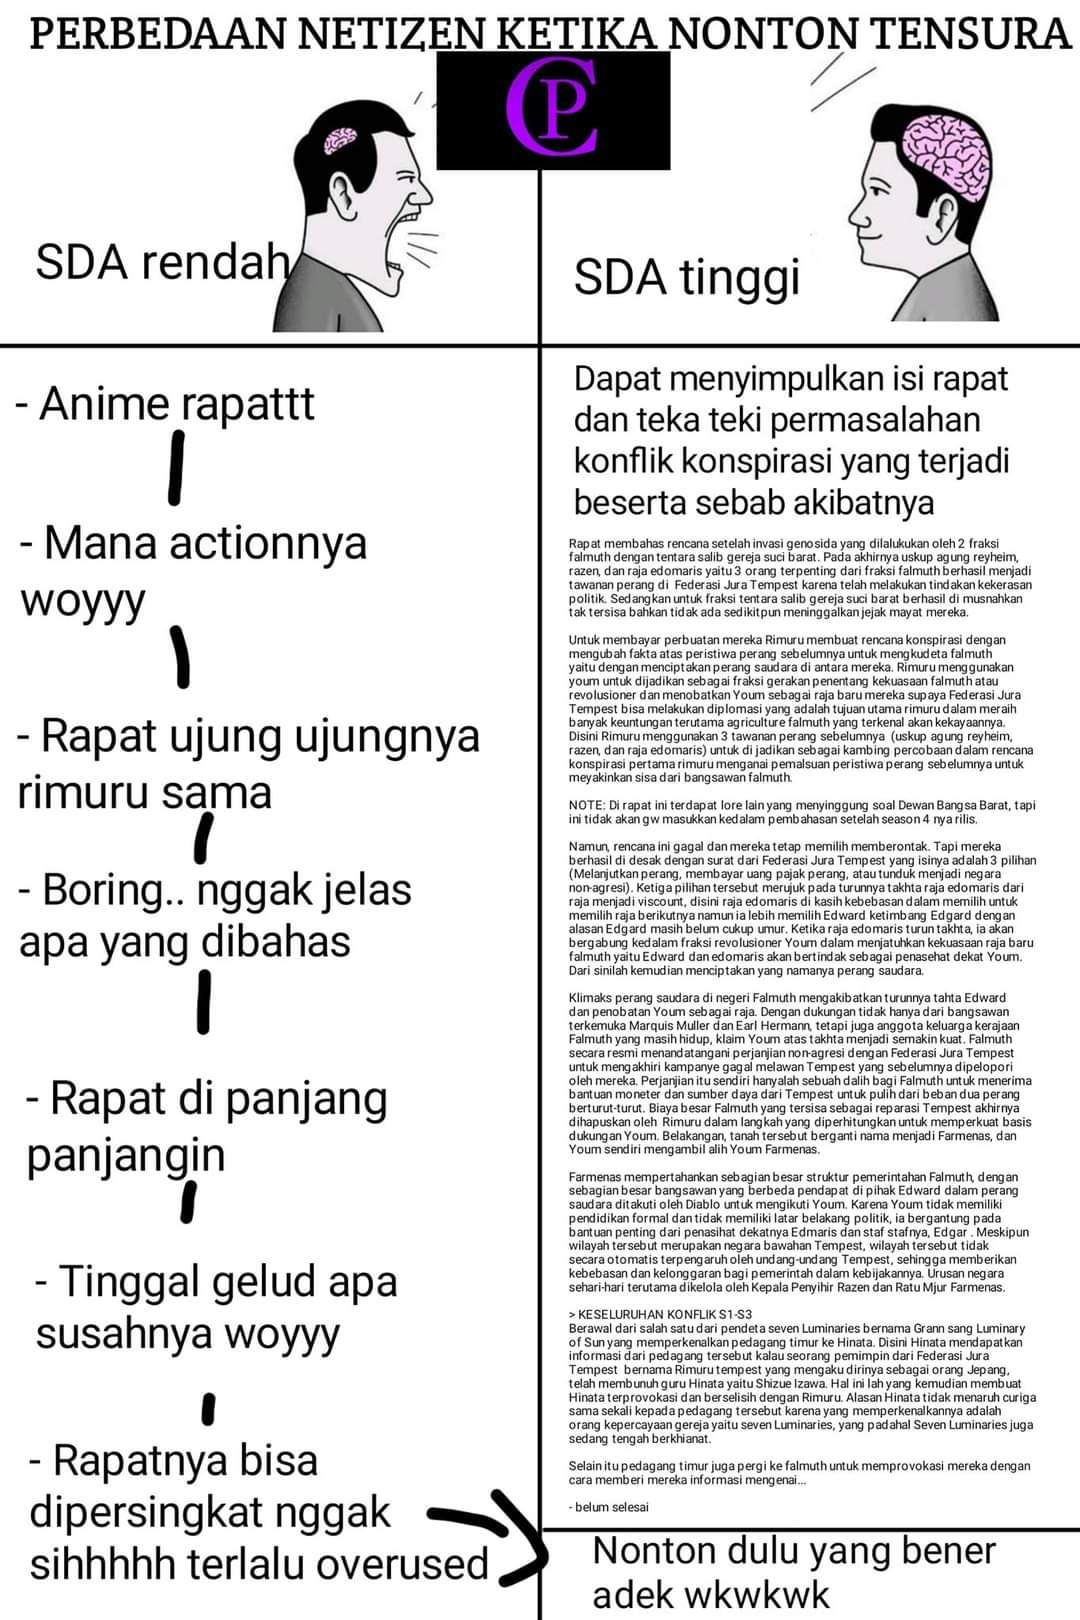 PERBEDAAN NETIZEN KETIKA NONTON TENSURA
CP
SDA rendah
SDA tinggi
- Anime rapattt
- Mana actionnya
woyyy
- Rapat ujung ujungnya
rimuru sama
- Boring.. nggak jelas
apa yang dibahas
- Rapat di panjang
panjangin
- Tinggal gelud apa
susahnya woyyy
- Rapatnya bisa
dipersingkat nggak
sihhhhh terlalu overused
Dapat menyimpulkan isi rapat
dan teka teki permasalahan
konflik konspirasi yang terjadi
beserta sebab akibatnya
Rapat membahas rencana setelah invasi genosida yang dilalukukan oleh 2 fraksi
falmuth dengan tentara salib gereja suci barat. Pada akhirnya uskup agung reyheim,
razen, dan raja edomaris yaitu 3 orang terpenting dari fraksi falmuth berhasil menjadi
tawanan perang di Federasi Jura Tempest karena telah melakukan tindakan kekerasan
politik. Sedangkan untuk fraksi tentara salib gereja suci barat berhasil di musnahkan
tak tersisa bahkan tidak ada sedikitpun meninggalkan jejak mayat mereka.
Untuk membayar perbuatan mereka Rimuru membuat rencana konspirasi dengan
mengubah fakta atas peristiwa perang sebelumnya untuk mengkudeta falmuth
yaitu dengan menciptakan perang saudara di antara mereka. Rimuru menggunakan
youm untuk dijadikan sebagai fraksi gerakan penentang kekuasaan falmuth atau
revolusioner dan menobatkan Youm sebagai raja baru mereka supaya Federasi Jura
Tempest bisa melakukan diplomasi yang adalah tujuan utama rimuru dalam meraih
banyak keuntungan terutama agriculture falmuth yang terkenal akan kekayaannya.
Disini Rimuru menggunakan 3 tawanan perang sebelumnya (uskup agung reyheim,
razen, dan raja edomaris) untuk di jadikan sebagai kambing percobaan dalam rencana
konspirasi pertama rimuru mengenai pemalsuan peristiwa perang sebelumnya untuk
meyakinkan sisa dari bangsawan falmuth.
NOTE: Di rapat ini terdapat lore lain yang menyinggung soal Dewan Bangsa Barat, tapi
ini tidak akan gw masukkan kedalam pembahasan setelah season 4 nya rilis.
Namun, rencana ini gagal dan mereka tetap memilih memberontak. Tapi mereka
berhasil di desak dengan surat dari Federasi Jura Tempest yang isinya adalah 3 pilihan
(Melanjutkan perang, membayar uang pajak perang, atau tunduk menjadi negara
non-agresi). Ketiga pilihan tersebut merujuk pada turunnya takhta raja edomaris dari
raja menjadi viscount, disini raja edomaris di kasih kebebasan dalam memilih untuk
memilih raja berikutnya namun ia lebih memilih Edward ketimbang Edgard dengan
alasan Edgard masih belum cukup umur. Ketika raja edomaris turun takhta, ia akan
bergabung kedalam fraksi revolusioner Youm dalam menjatuhkan kekuasaan raja baru
falmuth yaitu Edward dan edomaris akan bertindak sebagai penasehat dekat Youm.
Dari sinilah kemudian menciptakan yang namanya perang saudara.
Klimaks perang saudara di negeri Falmuth mengakibatkan turunnya tahta Edward
dan penobatan Youm sebagai raja. Dengan dukungan tidak hanya dari bangsawan
terkemuka Marquis Muller dan Earl Hermann, tetapi juga anggota keluarga kerajaan
Falmuth yang masih hidup, klaim Youm atas takhta menjadi semakin kuat. Falmuth
secara resmi menandatangani perjanjian non-agresi dengan Federasi Jura Tempest
untuk mengakhiri kampanye gagal melawan Tempest yang sebelumnya dipelopori
oleh mereka. Perjanjian itu sendiri hanyalah sebuah dalih bagi Falmuth untuk menerima
bantuan moneter dan sumber daya dari Tempest untuk pulih dari beban dua perang
berturut-turut. Biaya besar Falmuth yang tersisa sebagai reparasi Tempest akhirnya
dihapuskan oleh Rimuru dalam langkah yang diperhitungkan untuk memperkuat basis
dukungan Youm. Belakangan, tanah tersebut berganti nama menjadi Farmenas, dan
Youm sendiri mengambil alih Youm Farmenas.
Farmenas mempertahankan sebagian besar struktur pemerintahan Falmuth, dengan
sebagian besar bangsawan yang berbeda pendapat di pihak Edward dalam perang
saudara ditakuti oleh Diablo untuk mengikuti Youm. Karena Youm tidak memiliki
pendidikan formal dan tidak memiliki latar belakang politik, ia bergantung pada
bantuan penting dari penasihat dekatnya Edmaris dan staf stafnya, Edgar . Meskipun
wilayah tersebut merupakan negara bawahan Tempest, wilayah tersebut tidak
secara otomatis terpengaruh oleh undang-undang Tempest, sehingga memberikan
kebebasan dan kelonggaran bagi pemerintah dalam kebijakannya. Urusan negara
sehari-hari terutama dikelola oleh Kepala Penyihir Razen dan Ratu Mjur Farmenas.
> KESELURUHAN KONFLIK S1-S3
Berawal dari salah satu dari pendeta seven Luminaries bernama Grann sang Luminary
of Sun yang memperkenalkan pedagang timur ke Hinata. Disini Hinata mendapatkan
informasi dari pedagang tersebut kalau seorang pemimpin dari Federasi Jura
Tempest bernama Rimuru tempest yang mengaku dirinya sebagai orang Jepang,
telah membunuh guru Hinata yaitu Shizue Izawa. Hal ini lah yang kemudian membuat
Hinata terprovokasi dan berselisih dengan Rimuru. Alasan Hinata tidak menaruh curiga
sama sekali kepada pedagang tersebut karena yang memperkenalkannya adalah
orang kepercayaan gereja yaitu seven Luminaries, yang padahal Seven Luminaries juga
sedang tengah berkhianat.
Selain itu pedagang timur juga pergi ke falmuth untuk memprovokasi mereka dengan
cara memberi mereka informasi mengenai...
- belum selesai
Nonton dulu yang bener
adek wkwkwk